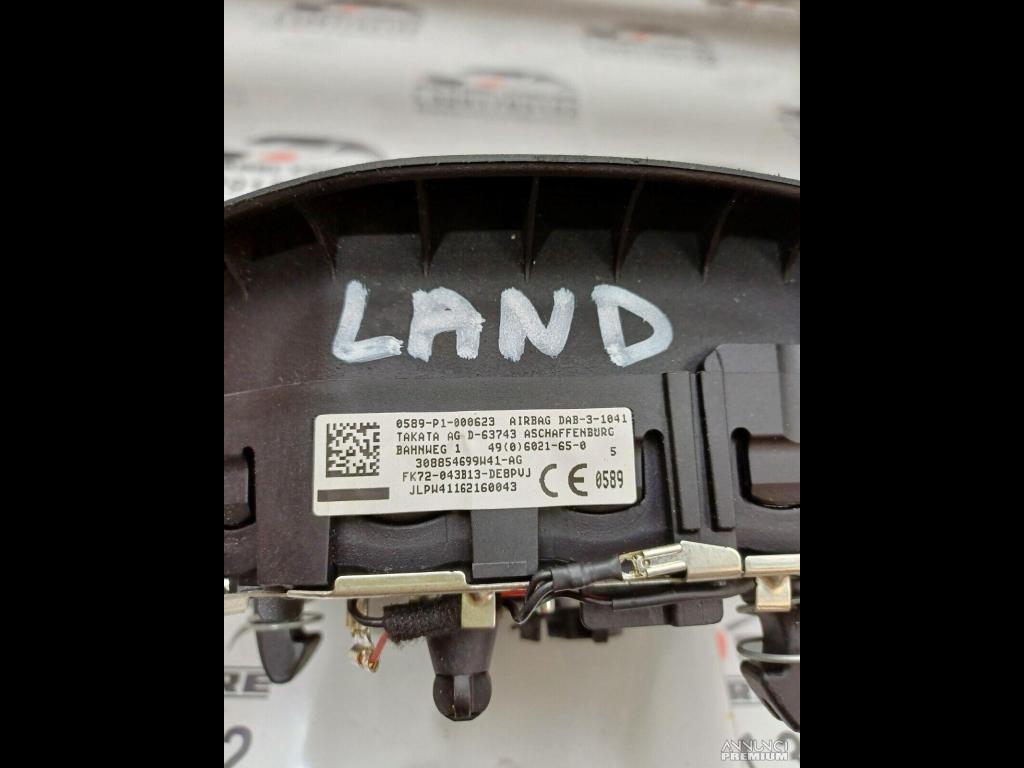 LAND
0589-P1-000623 AIRBAG DAB-3-1041
TAKATA AG D-63743 ASCHAFFENBURG
BAHNWEG 1 49(0)6021-65-0 5
308854699W41-AG
FK72-043B13-DE8PVJ
JLPW41162160043
CE 0589
ANNUNCI
PREMIUM